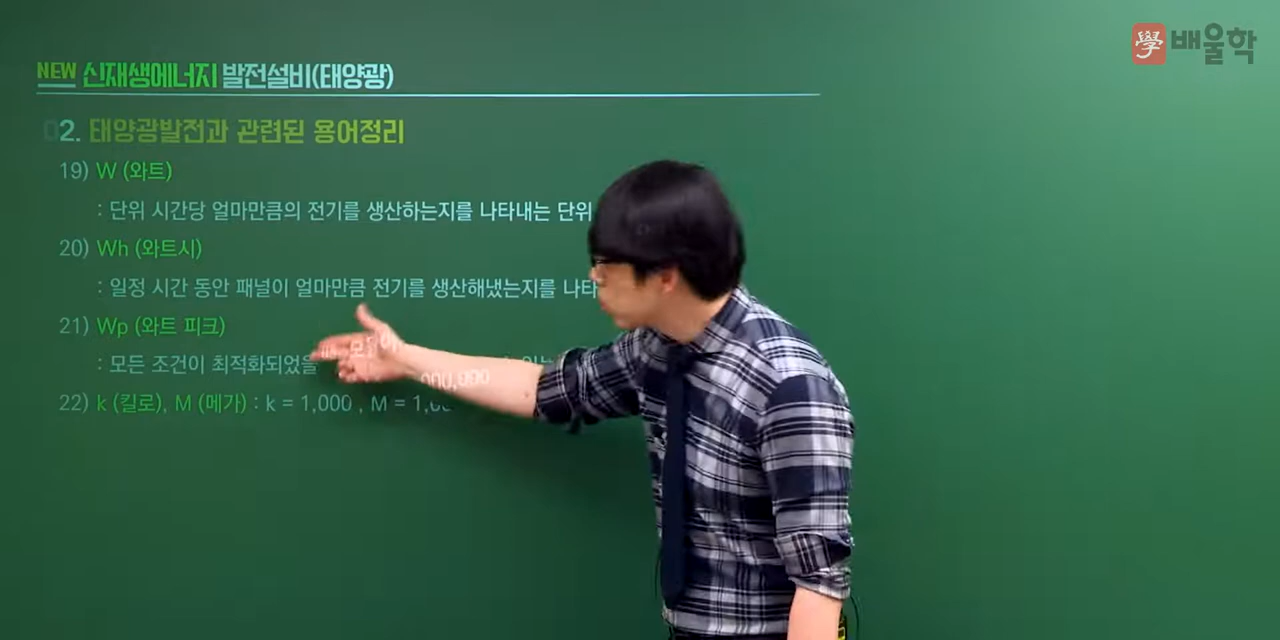 學 배울학
NEW 신재생에너지 발전설비(태양광)
02. 태양광발전과 관련된 용어정리
19) W (와트)
: 단위 시간당 얼마만큼의 전기를 생산하는지를 나타내는 단위
20) Wh (와트시)
: 일정 시간 동안 패널이 얼마만큼 전기를 생산해냈는지를 나타
21) Wp (와트 피크)
: 모든 조건이 최적화되었을 모듈이
22) k (킬로), M (메가) : k = 1,000 , M = 1,000,000